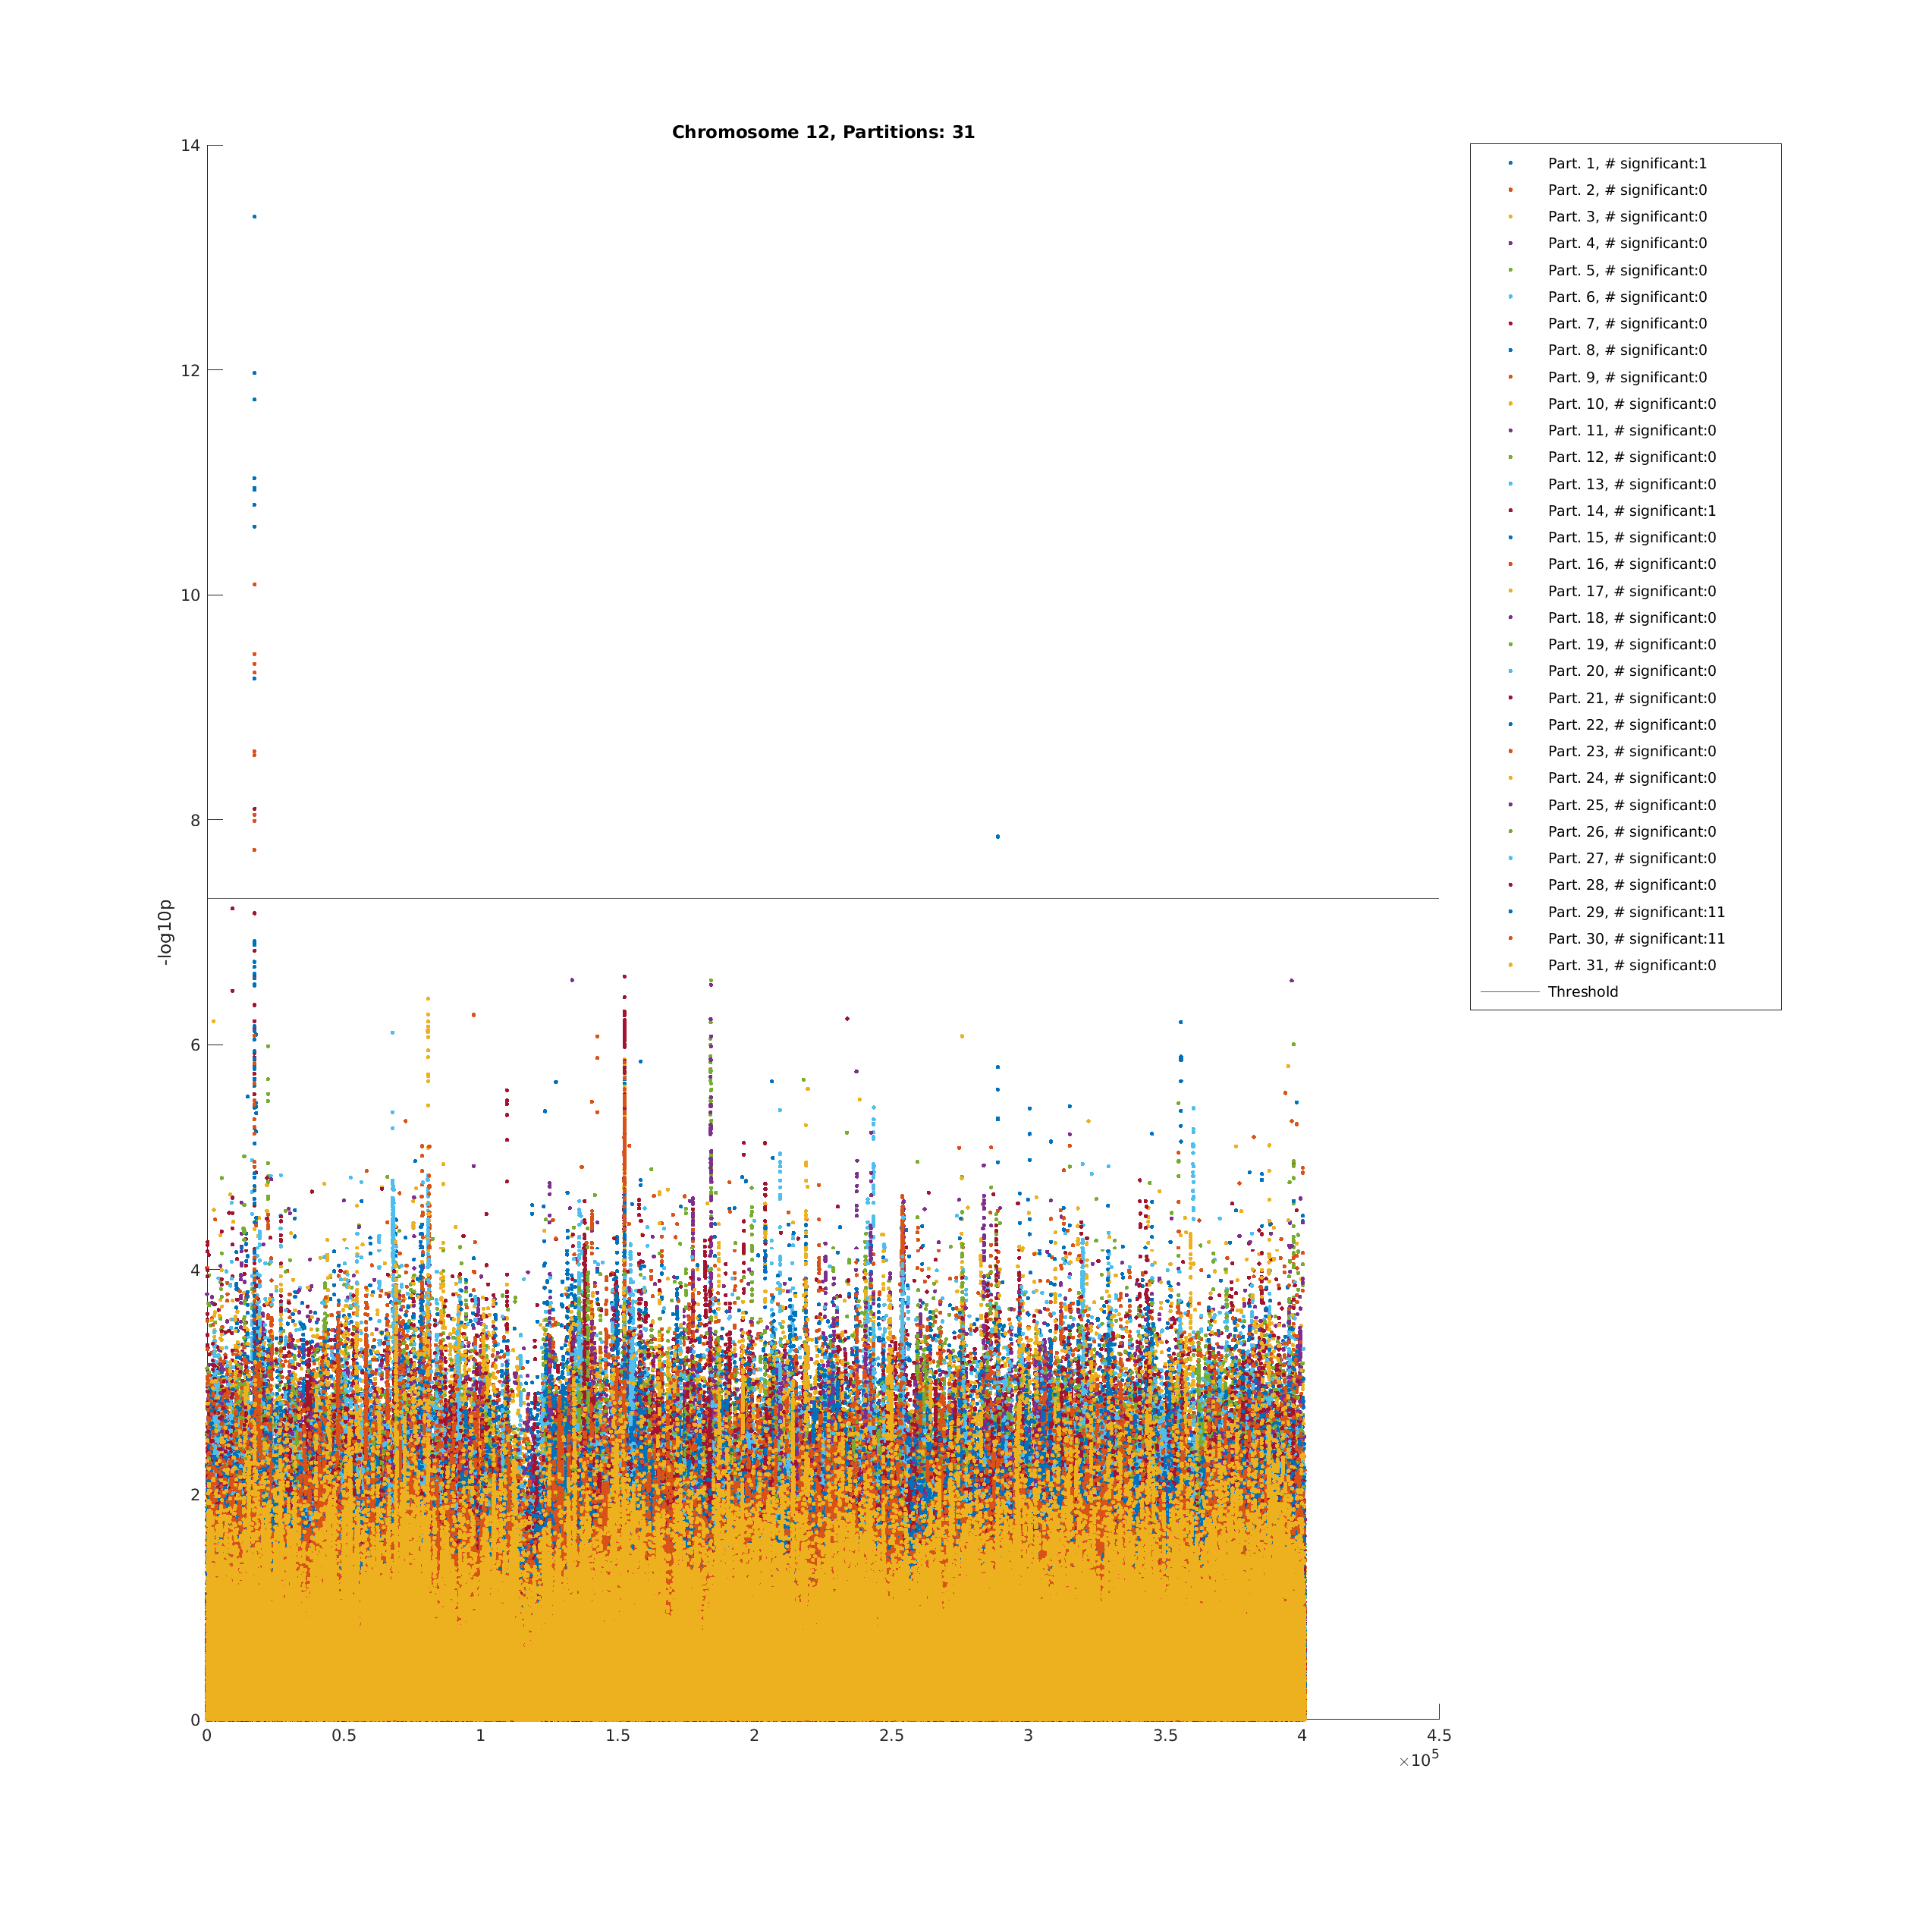 Chromosome 12, Partitions: 31
14
12
10
8
6
4
2
0
-log10p
0 0.5 1 1.5 2 2.5 3 3.5 4 4.5
×10^5
Part. 1, # significant:1
Part. 2, # significant:0
Part. 3, # significant:0
Part. 4, # significant:0
Part. 5, # significant:0
Part. 6, # significant:0
Part. 7, # significant:0
Part. 8, # significant:0
Part. 9, # significant:0
Part. 10, # significant:0
Part. 11, # significant:0
Part. 12, # significant:0
Part. 13, # significant:0
Part. 14, # significant:1
Part. 15, # significant:0
Part. 16, # significant:0
Part. 17, # significant:0
Part. 18, # significant:0
Part. 19, # significant:0
Part. 20, # significant:0
Part. 21, # significant:0
Part. 22, # significant:0
Part. 23, # significant:0
Part. 24, # significant:0
Part. 25, # significant:0
Part. 26, # significant:0
Part. 27, # significant:0
Part. 28, # significant:0
Part. 29, # significant:11
Part. 30, # significant:11
Part. 31, # significant:0
Threshold